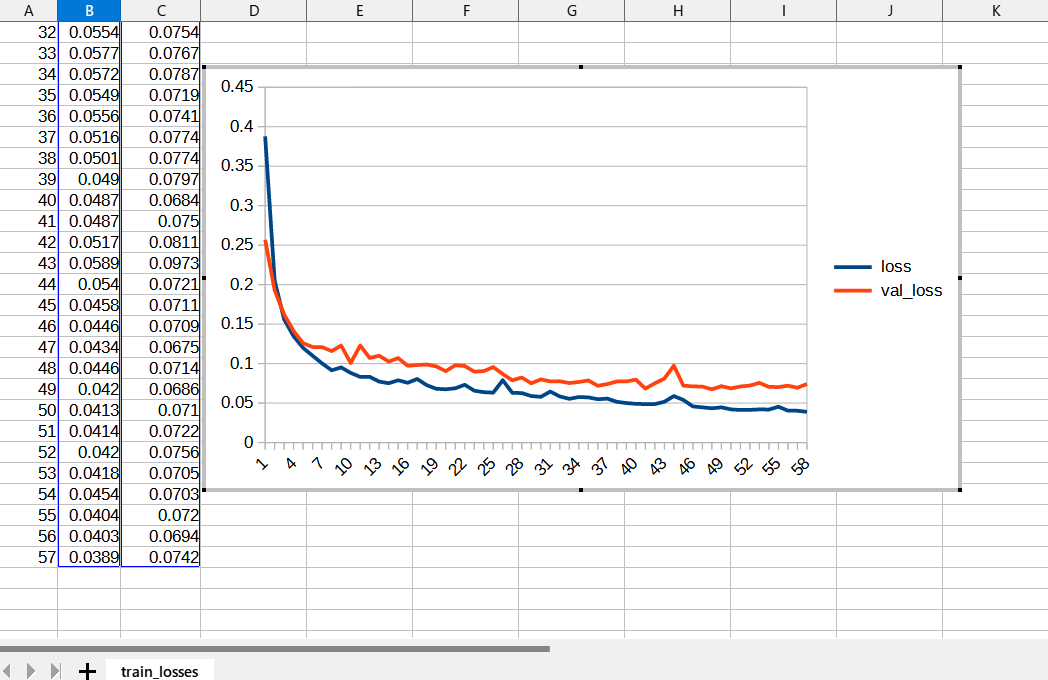 A B C D E F G H I J K
32 0.0554 0.0754
33 0.0577 0.0767
34 0.0572 0.0787
35 0.0549 0.0719
36 0.0556 0.0741
37 0.0516 0.0774
38 0.0501 0.0774
39 0.049 0.0797
40 0.0487 0.0684
41 0.0487 0.075
42 0.0517 0.0811
43 0.0589 0.0973
44 0.054 0.0721
45 0.0458 0.0711
46 0.0446 0.0709
47 0.0434 0.0675
48 0.0446 0.0714
49 0.042 0.0686
50 0.0413 0.071
51 0.0414 0.0722
52 0.042 0.0756
53 0.0418 0.0705
54 0.0454 0.0703
55 0.0404 0.072
56 0.0403 0.0694
57 0.0389 0.0742
0.45
0.4
0.35
0.3
0.25
0.2
0.15
0.1
0.05
0
1 4 7 10 13 16 19 22 25 28 31 34 37 40 43 46 49 52 55 58
loss
val_loss
train_losses